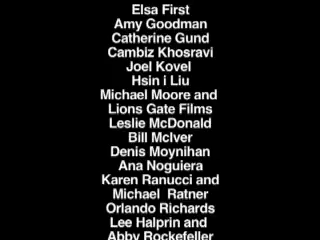 Elsa First
Amy Goodman
Catherine Gund
Cambiz Khosravi
Joel Kovel
Hsin i Liu
Michael Moore and
Lions Gate Films
Leslie McDonald
Bill McIver
Denis Moynihan
Ana Noguiera
Karen Ranucci and
Michael Ratner
Orlando Richards
Lee Halprin and
Abby Rockefeller